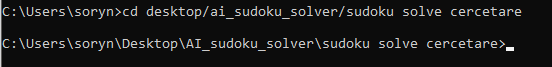 C:\Users\soryn>cd desktop/ai_sudoku_solver/sudoku solve cercetare
C:\Users\soryn\Desktop\AI_sudoku_solver\sudoku solve cercetare>